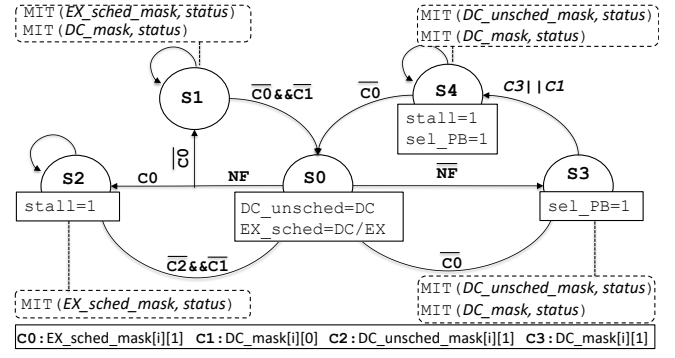 MIT(EX_sched_mask, status)
MIT(DC_mask, status)
MIT(DC_unsched_mask, status)
MIT(DC_mask, status)
S1
C0&&C1
C0
S4
C3||C1
stall=1
sel_PB=1
C0
S2
C0
NF
S0
NF
S3
stall=1
DC_unsched=DC
EX_sched=DC/EX
sel_PB=1
C2&&C1
C0
MIT(EX_sched_mask, status)
MIT(DC_unsched_mask, status)
MIT(DC_mask, status)
C0:EX_sched_mask[i][1] C1:DC_mask[i][0] C2:DC_unsched_mask[i][1] C3:DC_mask[i][1]